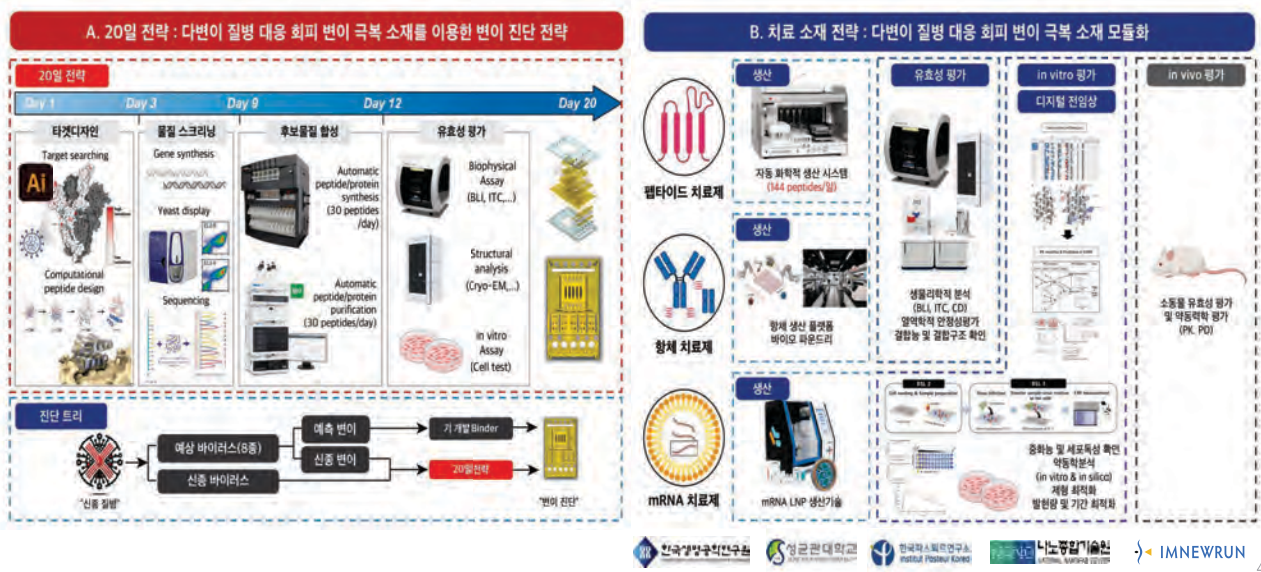 A. 20일 전략 : 다변이 질병 대응 회피 변이 극복 소재를 이용한 변이 진단 전략
20일 전략
Day 1
Day 3
Day 9
Day 12
Day 20
타겟디자인
Target searching
Ai
Computational
peptide design
물질 스크리닝
Gene synthesis
Yeast display
Sequencing
후보물질 합성
Automatic
peptide/protein
synthesis
(30 peptides
/day)
Automatic
peptide/protein
purification
(30 peptides/day)
유효성 평가
Biophysical
Assay
(BLI, ITC,...)
Structural
analysis
(Cryo-EM,...)
in vitro
Assay
(Cell test)
진단 트리
"신종 질병"
예상 바이러스(8종)
신종 바이러스
예측 변이
신종 변이
기 개발 Binder
'20일전략
"변이 진단"
B. 치료 소재 전략 : 다변이 질병 대응 회피 변이 극복 소재 모듈화
펩타이드 치료제
생산
자동 화학적 생산 시스템
(144 peptides/일)
항체 치료제
생산
항체 생산 플랫폼
바이오 파운드리
mRNA 치료제
생산
mRNA LNP 생산기술
유효성 평가
생물리학적 분석
(BLI, ITC, CD)
열역학적 안정성평가
결합능 및 결합구조 확인
in vitro 평가
디지털 전임상
중화능 및 세포독성 확인
약동학분석
(in vitro & in silico)
제형 최적화
발현량 및 기간 최적화
in vivo 평가
소동물 유효성 평가
및 약동력학 평가
(PK, PD)
한국생명공학연구원
성균관대학교
한국파스퇴르연구소
Institut Pasteur Korea
나노종합기술원
IMNEWRUN
4